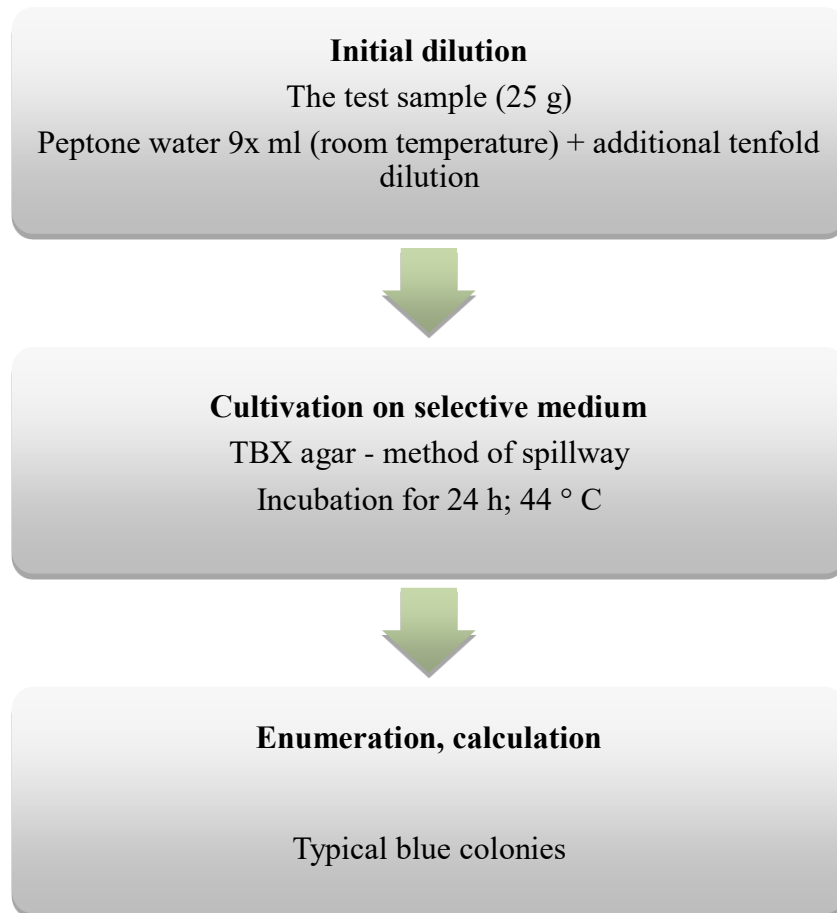 Initial dilution
The test sample (25 g)
Peptone water 9x ml (room temperature) + additional tenfold
dilution
Cultivation on selective medium
TBX agar - method of spillway
Incubation for 24 h; 44 ° C
Enumeration, calculation
Typical blue colonies